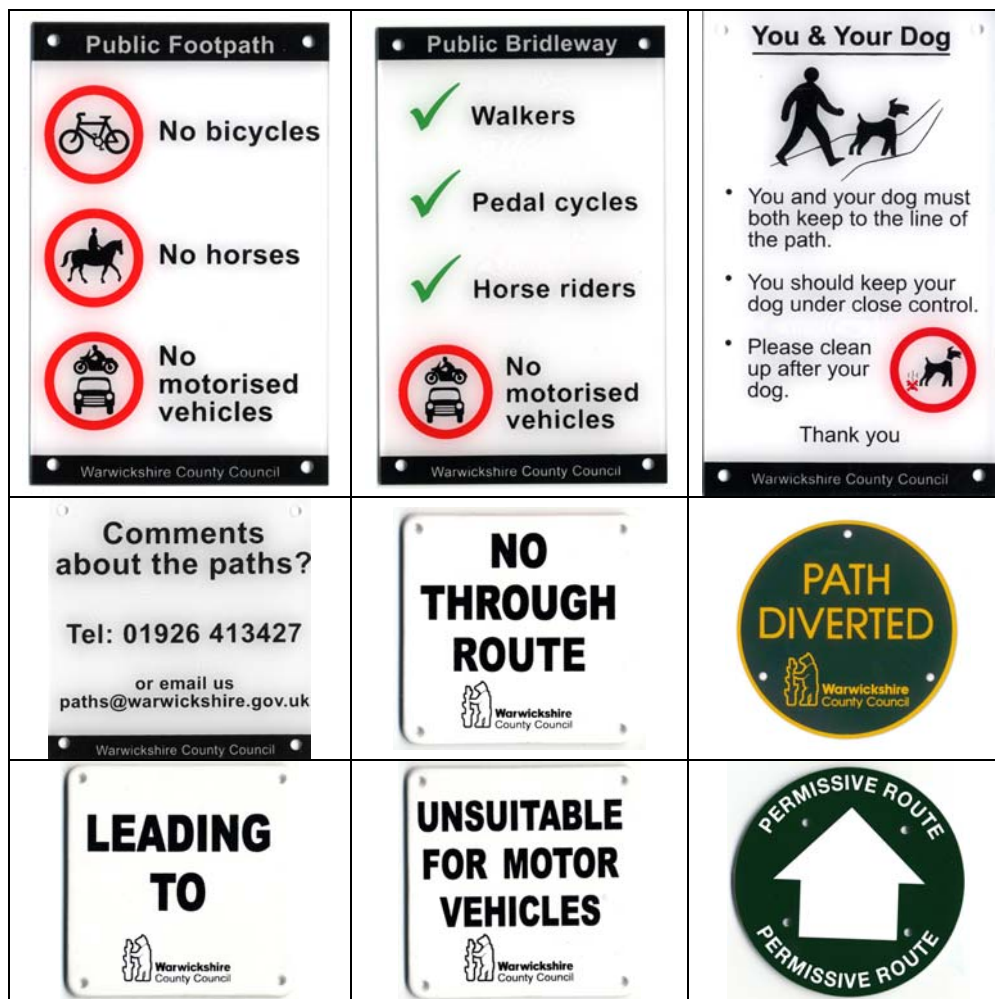 Public Footpath
No bicycles
No horses
No
motorised
vehicles
Warwickshire County Council
Public Bridleway
Walkers
Pedal cycles
Horse riders
No
motorised
vehicles
Warwickshire County Council
You & Your Dog
• You and your dog must
both keep to the line of
the path.
• You should keep your
dog under close control.
• Please clean
up after your
dog.
Thank you
Warwickshire County Council
Comments
about the paths?
Tel: 01926 413427
or email us
paths@warwickshire.gov.uk
Warwickshire County Council
NO
THROUGH
ROUTE
Warwickshire
County Council
PATH
DIVERTED
Warwickshire
County Council
LEADING
TO
Warwickshire
County Council
UNSUITABLE
FOR MOTOR
VEHICLES
Warwickshire
County Council
PERMISSIVE ROUTE
PERMISSIVE ROUTE